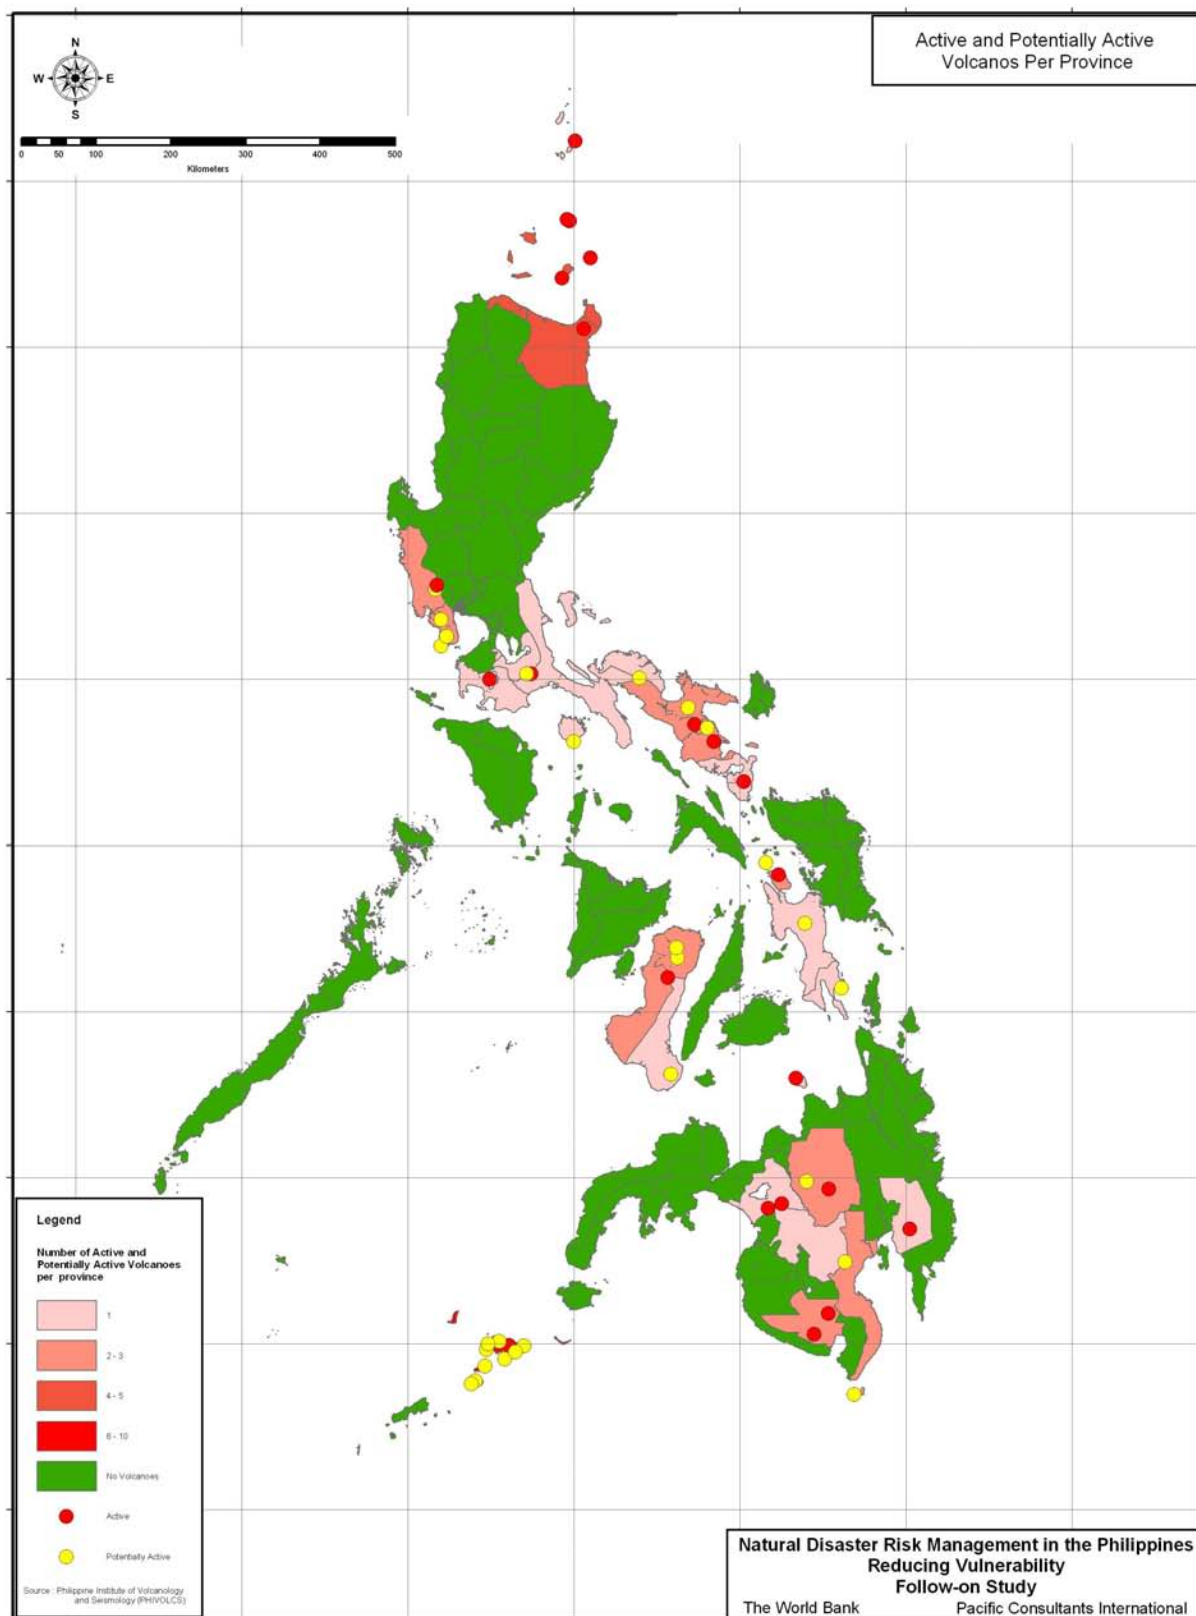 Active and Potentially Active
Volcanos Per Province
N
W E
S
0 50 100 200 300 400 500
Kilometers
Legend
Number of Active and
Potentially Active Volcanoes
per province
1
2 - 3
4 - 5
6 - 10
No Volcanoes
Active
Potentially Active
Source : Philippine Institute of Volcanology
and Seismology (PHIVOLCS)
Natural Disaster Risk Management in the Philippines
Reducing Vulnerability
Follow-on Study
The World Bank Pacific Consultants International